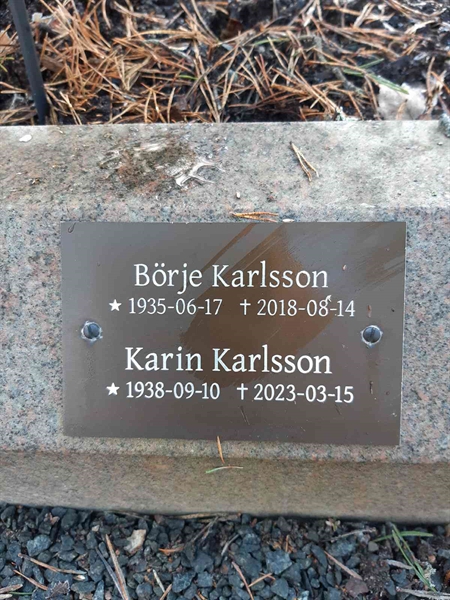 Börje Karlsson
★ 1935-06-17 ✝ 2018-08-14
Karin Karlsson
★ 1938-09-10 ✝ 2023-03-15